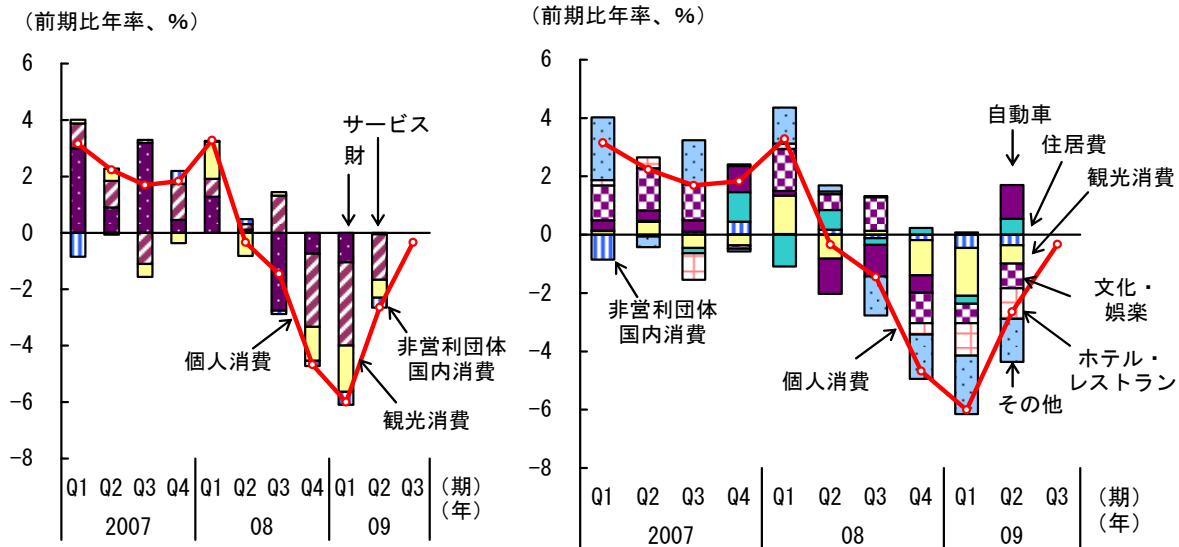 (前期比年率、%)
6
4
2
0
-2
-4
-6
-8
サービス
財
個人消費
非営利団体
国内消費
観光消費
Q1 Q2 Q3 Q4 Q1 Q2 Q3 Q4 Q1 Q2 Q3 (期)
2007 08 09 (年)
(前期比年率、%)
6
4
2
0
-2
-4
-6
-8
自動車
住居費
観光消費
非営利団体
国内消費
文化・
娯楽
個人消費
ホテル・
レストラン
その他
Q1 Q2 Q3 Q4 Q1 Q2 Q3 Q4 Q1 Q2 Q3 (期)
2007 08 09 (年)